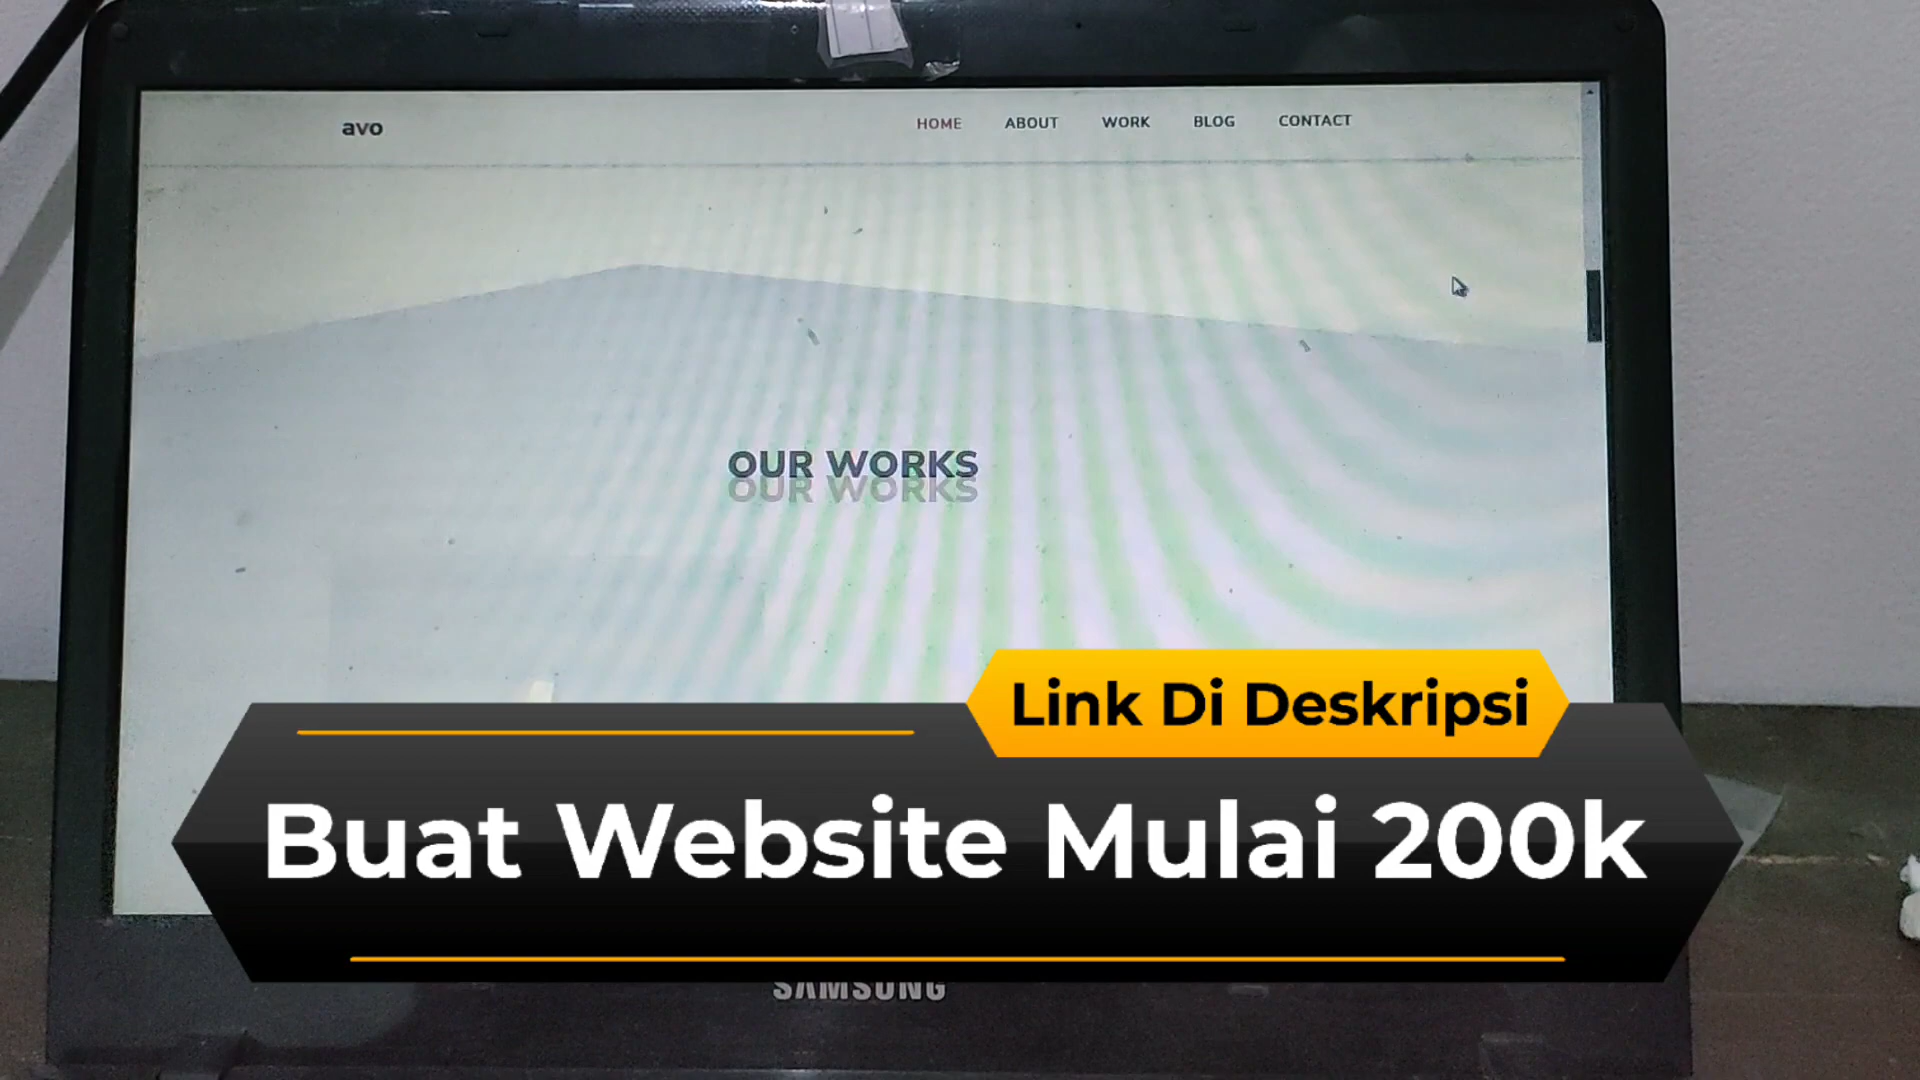 avo
HOME ABOUT WORK BLOG CONTACT
OUR WORKS
OUR WORKS
Link Di Deskripsi
Buat Website Mulai 200k
SAMSUNG